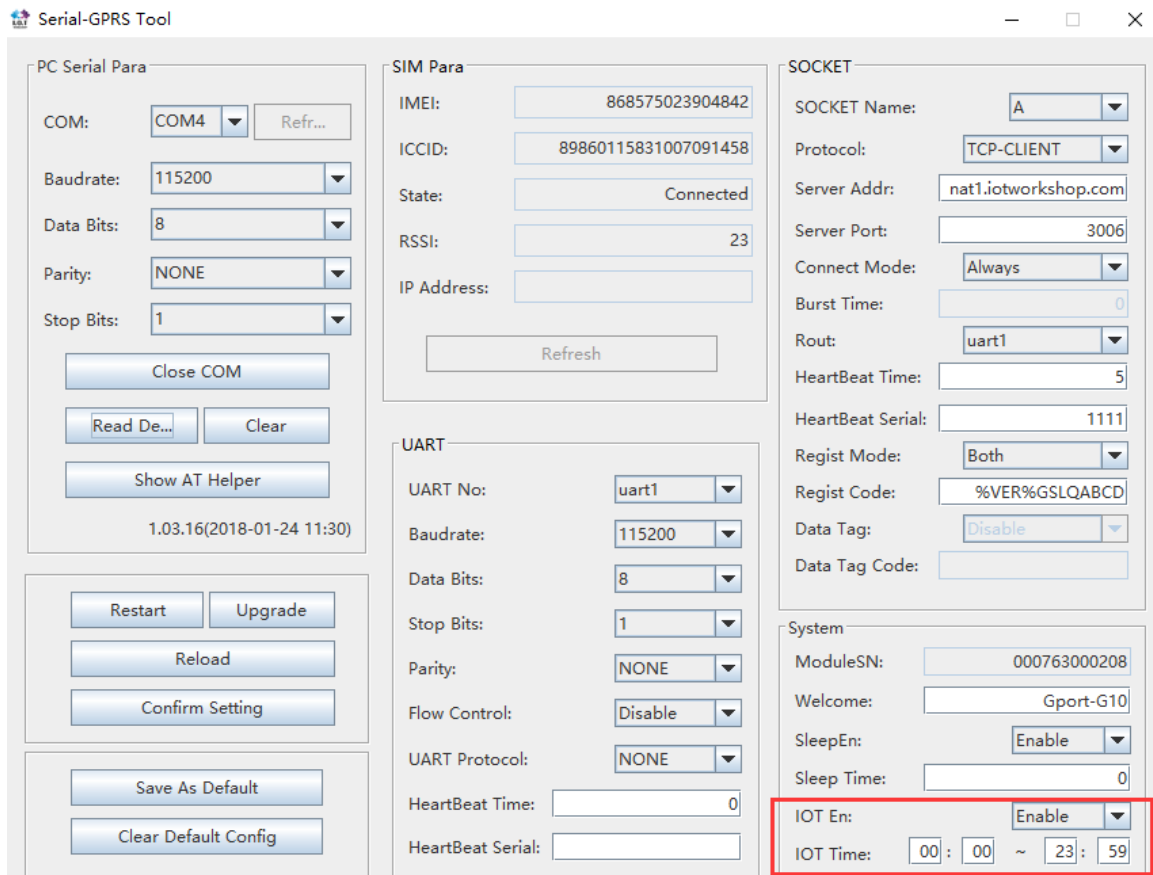 Serial-GPRS Tool
PC Serial Para
COM: COM4 Refr...
Baudrate: 115200
Data Bits: 8
Parity: NONE
Stop Bits: 1
Close COM
Read De... Clear
Show AT Helper
1.03.16(2018-01-24 11:30)
Restart Upgrade
Reload
Confirm Setting
Save As Default
Clear Default Config
SIM Para
IMEI: 868575023904842
ICCID: 89860115831007091458
State: Connected
RSSI: 23
IP Address:
Refresh
UART
UART No: uart1
Baudrate: 115200
Data Bits: 8
Stop Bits: 1
Parity: NONE
Flow Control: Disable
UART Protocol: NONE
HeartBeat Time: 0
HeartBeat Serial:
SOCKET
SOCKET Name: A
Protocol: TCP-CLIENT
Server Addr: nat1.iotworkshop.com
Server Port: 3006
Connect Mode: Always
Burst Time: 0
Rout: uart1
HeartBeat Time: 5
HeartBeat Serial: 1111
Regist Mode: Both
Regist Code: %VER%GSLQABCD
Data Tag: Disable
Data Tag Code:
System
ModuleSN: 000763000208
Welcome: Gport-G10
SleepEn: Enable
Sleep Time: 0
IOT En: Enable
IOT Time: 00 : 00 ~ 23 : 59